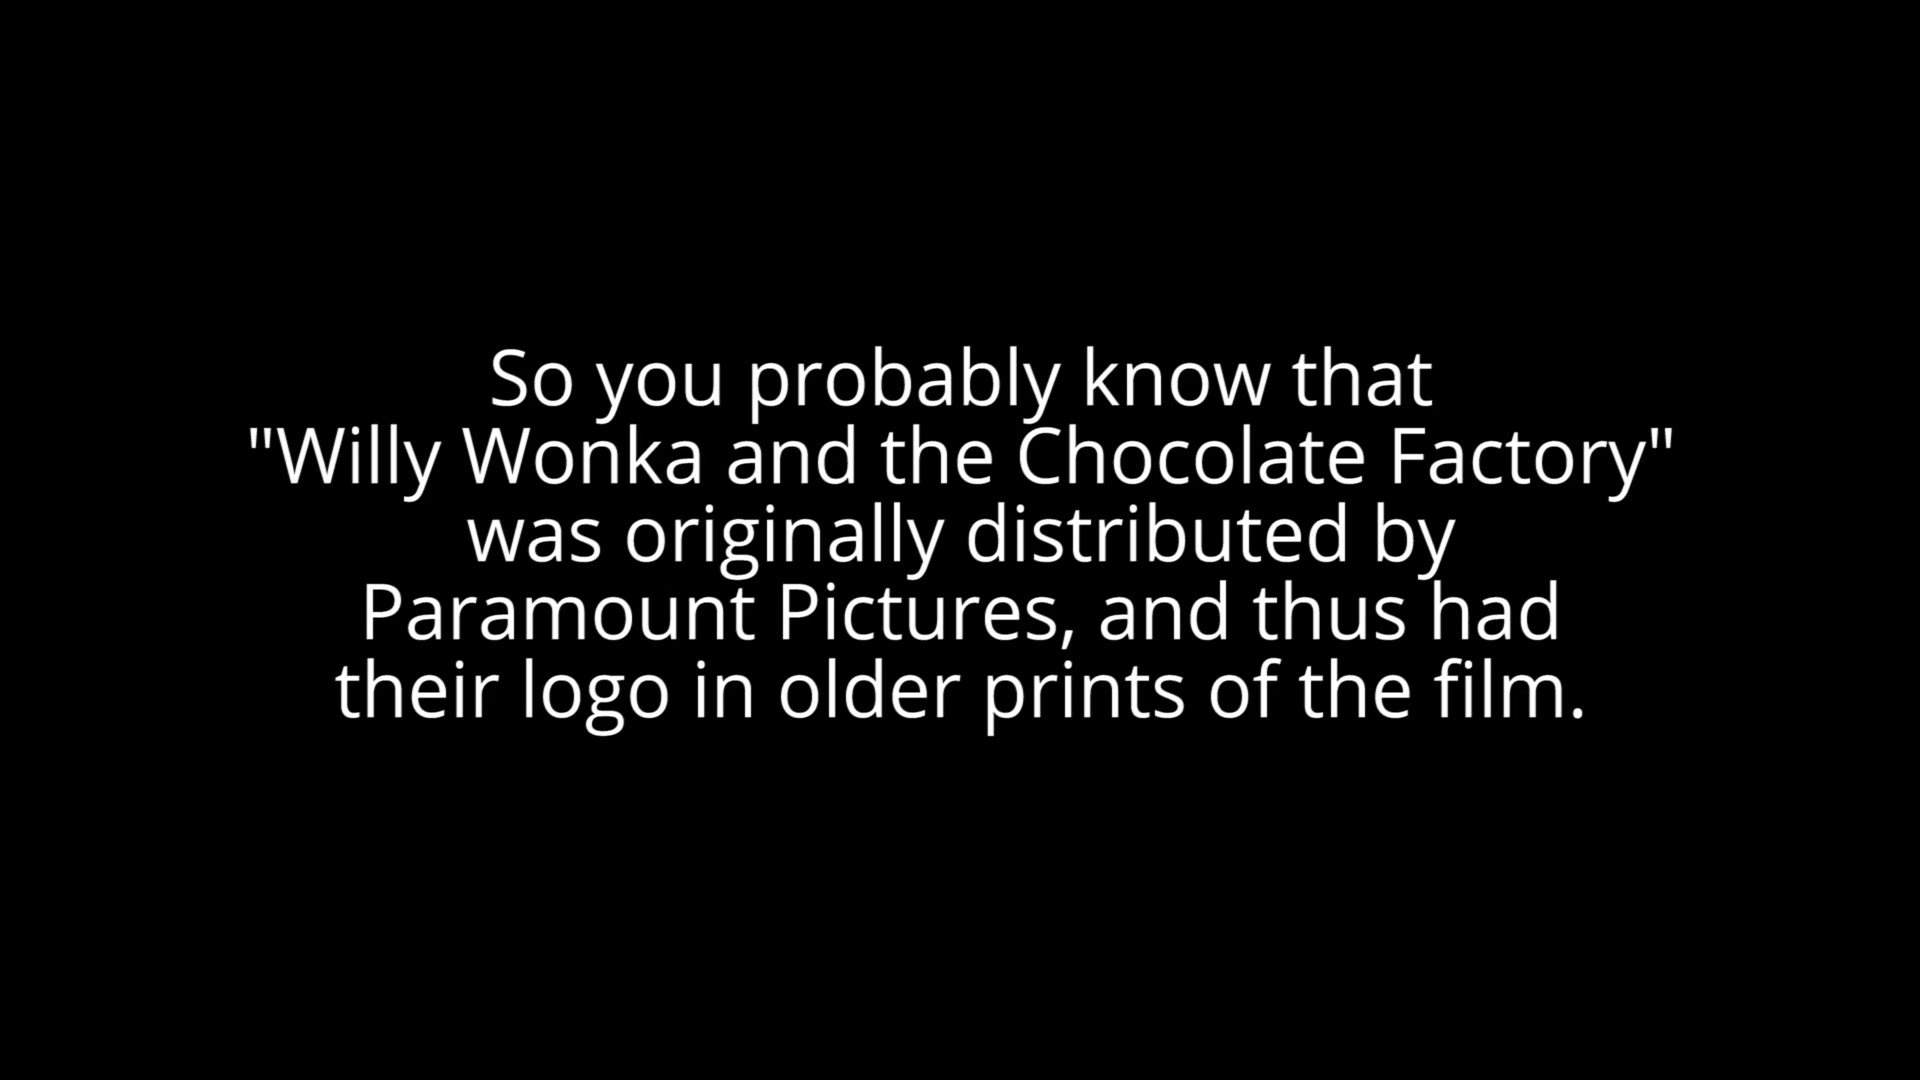 So you probably know that
"Willy Wonka and the Chocolate Factory"
was originally distributed by
Paramount Pictures, and thus had
their logo in older prints of the film.